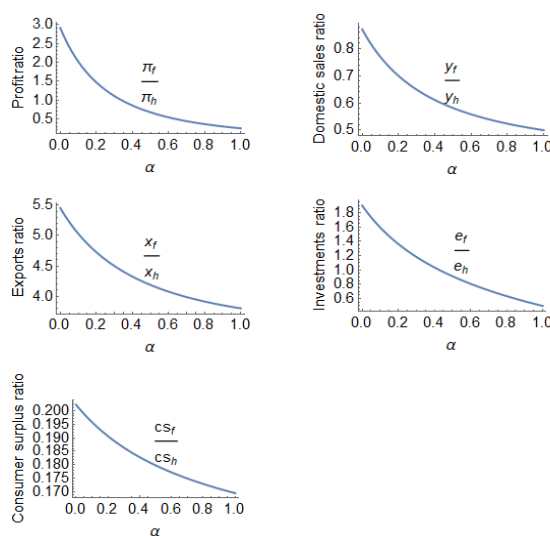 Profit ratio
3.0
2.5
2.0
1.5
1.0
0.5
π_f
π_h
0.0 0.2 0.4 0.6 0.8 1.0
α
Domestic sales ratio
0.8
0.7
0.6
0.5
y_f
y_h
0.0 0.2 0.4 0.6 0.8 1.0
α
Exports ratio
5.5
5.0
4.5
4.0
x_f
x_h
0.0 0.2 0.4 0.6 0.8 1.0
α
Investments ratio
1.8
1.6
1.4
1.2
1.0
0.8
0.6
e_f
e_h
0.0 0.2 0.4 0.6 0.8 1.0
α
Consumer surplus ratio
0.200
0.195
0.190
0.185
0.180
0.175
0.170
cs_f
cs_h
0.0 0.2 0.4 0.6 0.8 1.0
α